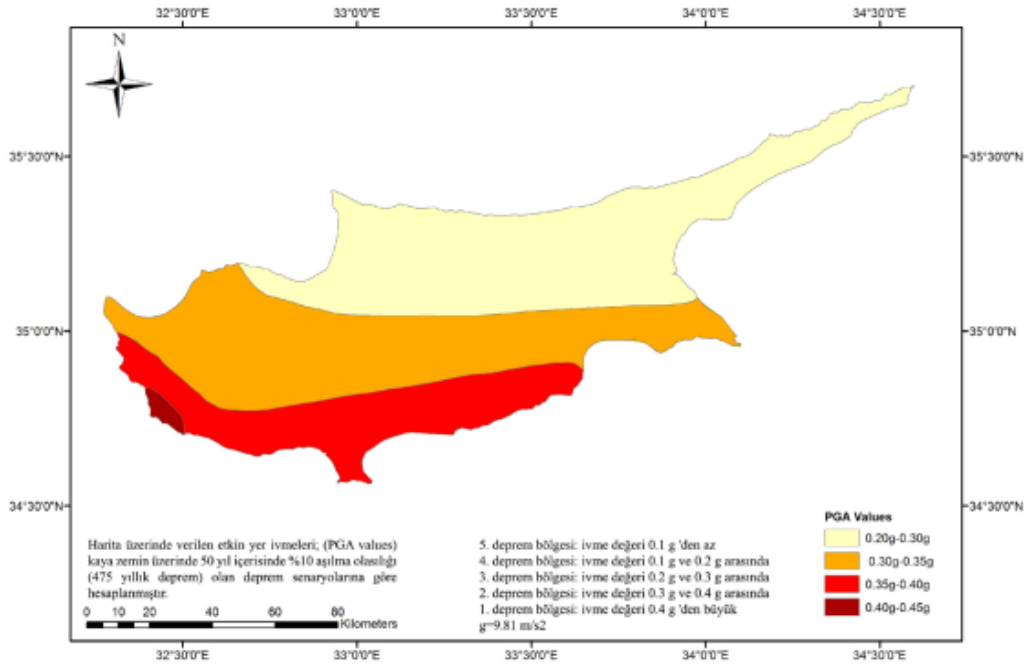 32°30'0"E 33°0'0"E 33°30'0"E 34°0'0"E 34°30'0"E
N
35°30'0"N 35°30'0"N
35°0'0"N 35°0'0"N
34°30'0"N 34°30'0"N
Harita üzerinde verilen etkin yer ivmeleri; (PGA values)
kaya zemin üzerinde 50 yıl içerisinde %10 aşılma olasılığı
(475 yıllık deprem) olan deprem senaryolarına göre
hesaplanmıştır.
0 10 20 40 60 80
Kilometers
5. deprem bölgesi: ivme değeri 0.1 g 'den az
4. deprem bölgesi: ivme değeri 0.1 g ve 0.2 g arasında
3. deprem bölgesi: ivme değeri 0.2 g ve 0.3 g arasında
2. deprem bölgesi: ivme değeri 0.3 g ve 0.4 g arasında
1. deprem bölgesi: ivme değeri 0.4 g 'den büyük
g=9.81 m/s2
PGA Values
0.20g-0.30g
0.30g-0.35g
0.35g-0.40g
0.40g-0.45g
32°30'0"E 33°0'0"E 33°30'0"E 34°0'0"E 34°30'0"E